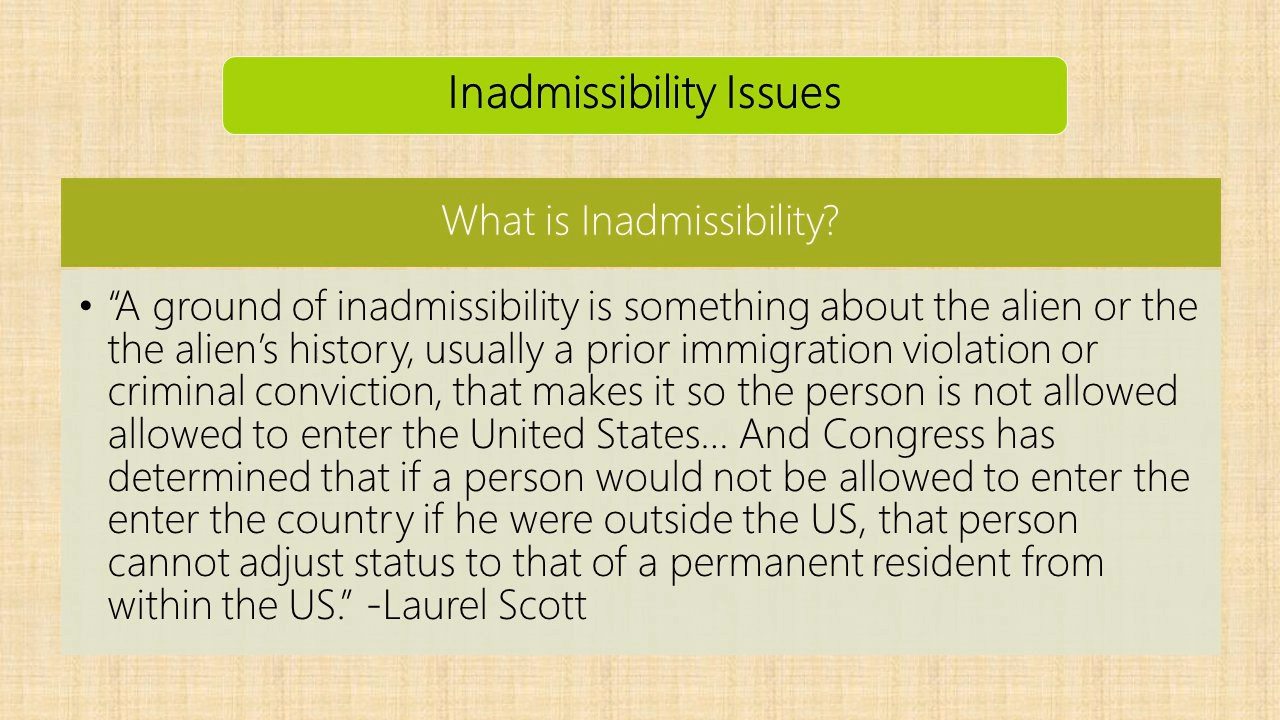 Inadmissibility Issues
What is Inadmissibility?
• “A ground of inadmissibility is something about the alien or the
the alien’s history, usually a prior immigration violation or
criminal conviction, that makes it so the person is not allowed
allowed to enter the United States… And Congress has
determined that if a person would not be allowed to enter the
enter the country if he were outside the US, that person
cannot adjust status to that of a permanent resident from
within the US.” -Laurel Scott